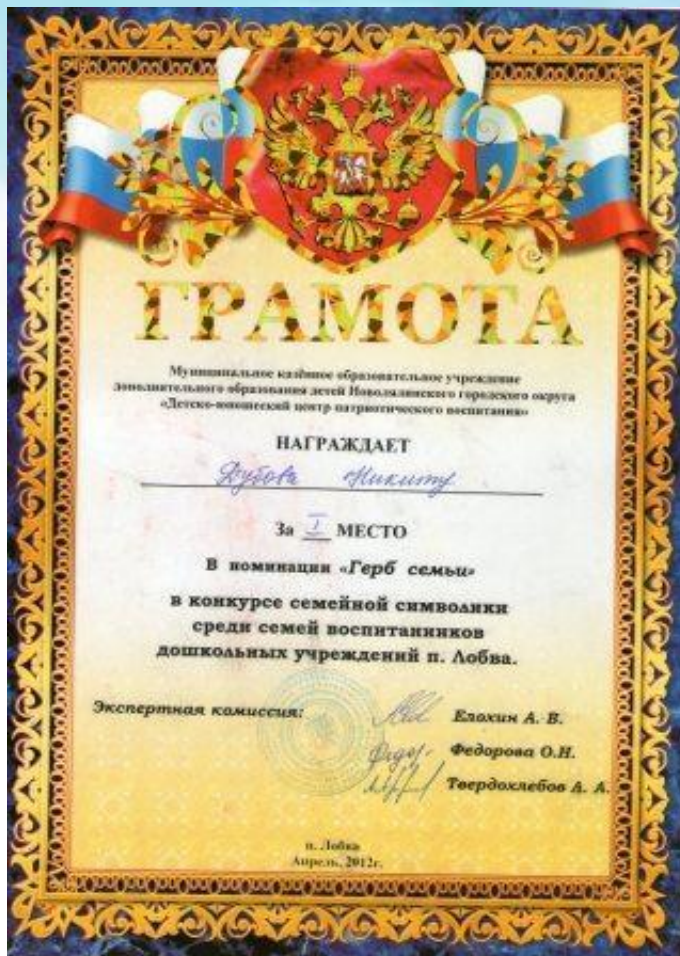 ГРАМОТА
Муниципальное казённое образовательное учреждение
дополнительного образования детей Новолялинского городского округа
«Детско-юношеский центр патриотического воспитания»
НАГРАЖДАЕТ
Дубова Никиту
За I МЕСТО
В номинации «Герб семьи»
в конкурсе семейной символики
среди семей воспитанников
дошкольных учреждений п. Лобва.
Экспертная комиссия:
Елохин А. В.
Федорова О.Н.
Твердохлебов А. А.
п. Лобва
Апрель, 2012г.